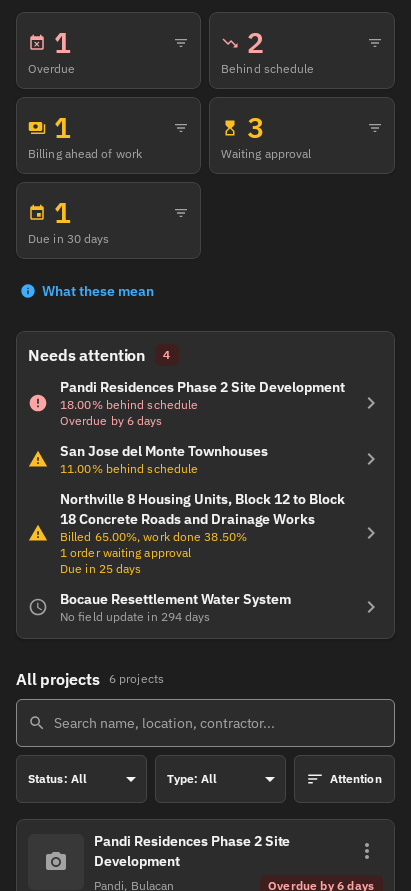 1
Overdue
2
Behind schedule
1
Billing ahead of work
3
Waiting approval
1
Due in 30 days
What these mean
Needs attention 4
Pandi Residences Phase 2 Site Development
18.00% behind schedule
Overdue by 6 days
San Jose del Monte Townhouses
11.00% behind schedule
Northville 8 Housing Units, Block 12 to Block
18 Concrete Roads and Drainage Works
Billed 65.00%, work done 38.50%
1 order waiting approval
Due in 25 days
Bocaue Resettlement Water System
No field update in 294 days
All projects 6 projects
Search name, location, contractor...
Status: All Type: All Attention
Pandi Residences Phase 2 Site
Development
Pandi, Bulacan Overdue by 6 days